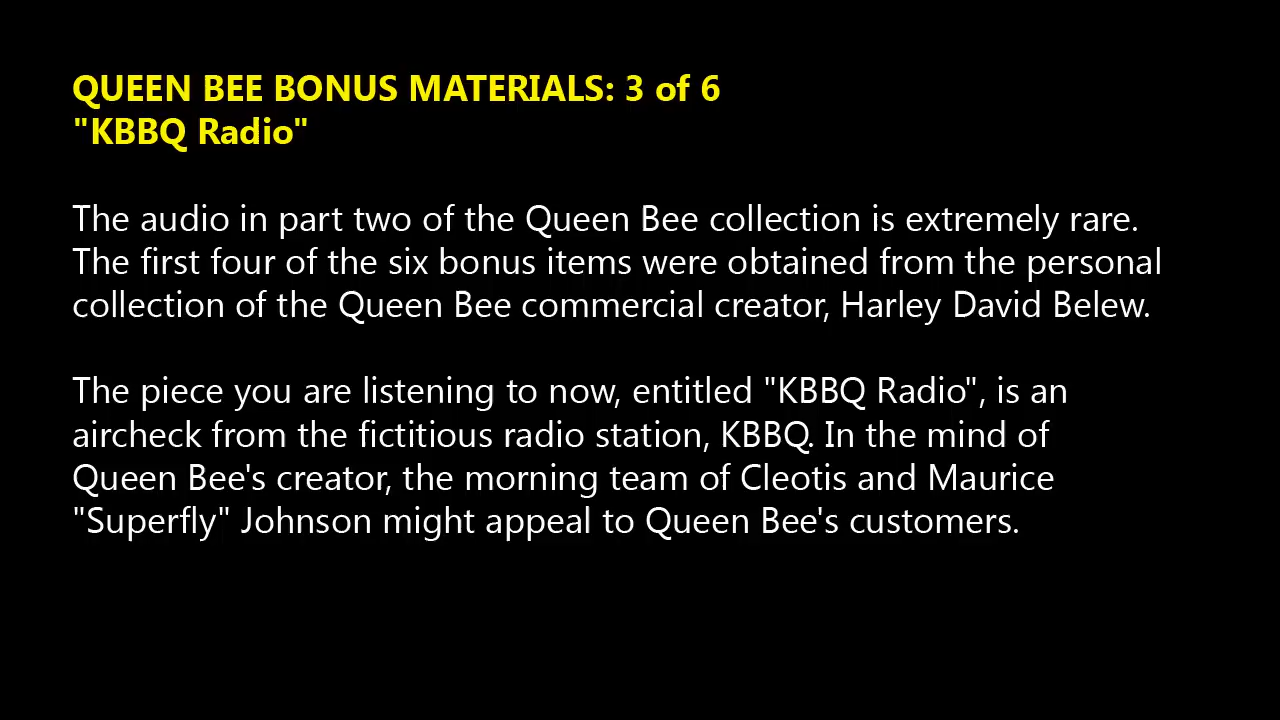 QUEEN BEE BONUS MATERIALS: 3 of 6
"KBBQ Radio"
The audio in part two of the Queen Bee collection is extremely rare.
The first four of the six bonus items were obtained from the personal
collection of the Queen Bee commercial creator, Harley David Belew.
The piece you are listening to now, entitled "KBBQ Radio", is an
aircheck from the fictitious radio station, KBBQ. In the mind of
Queen Bee's creator, the morning team of Cleotis and Maurice
"Superfly" Johnson might appeal to Queen Bee's customers.